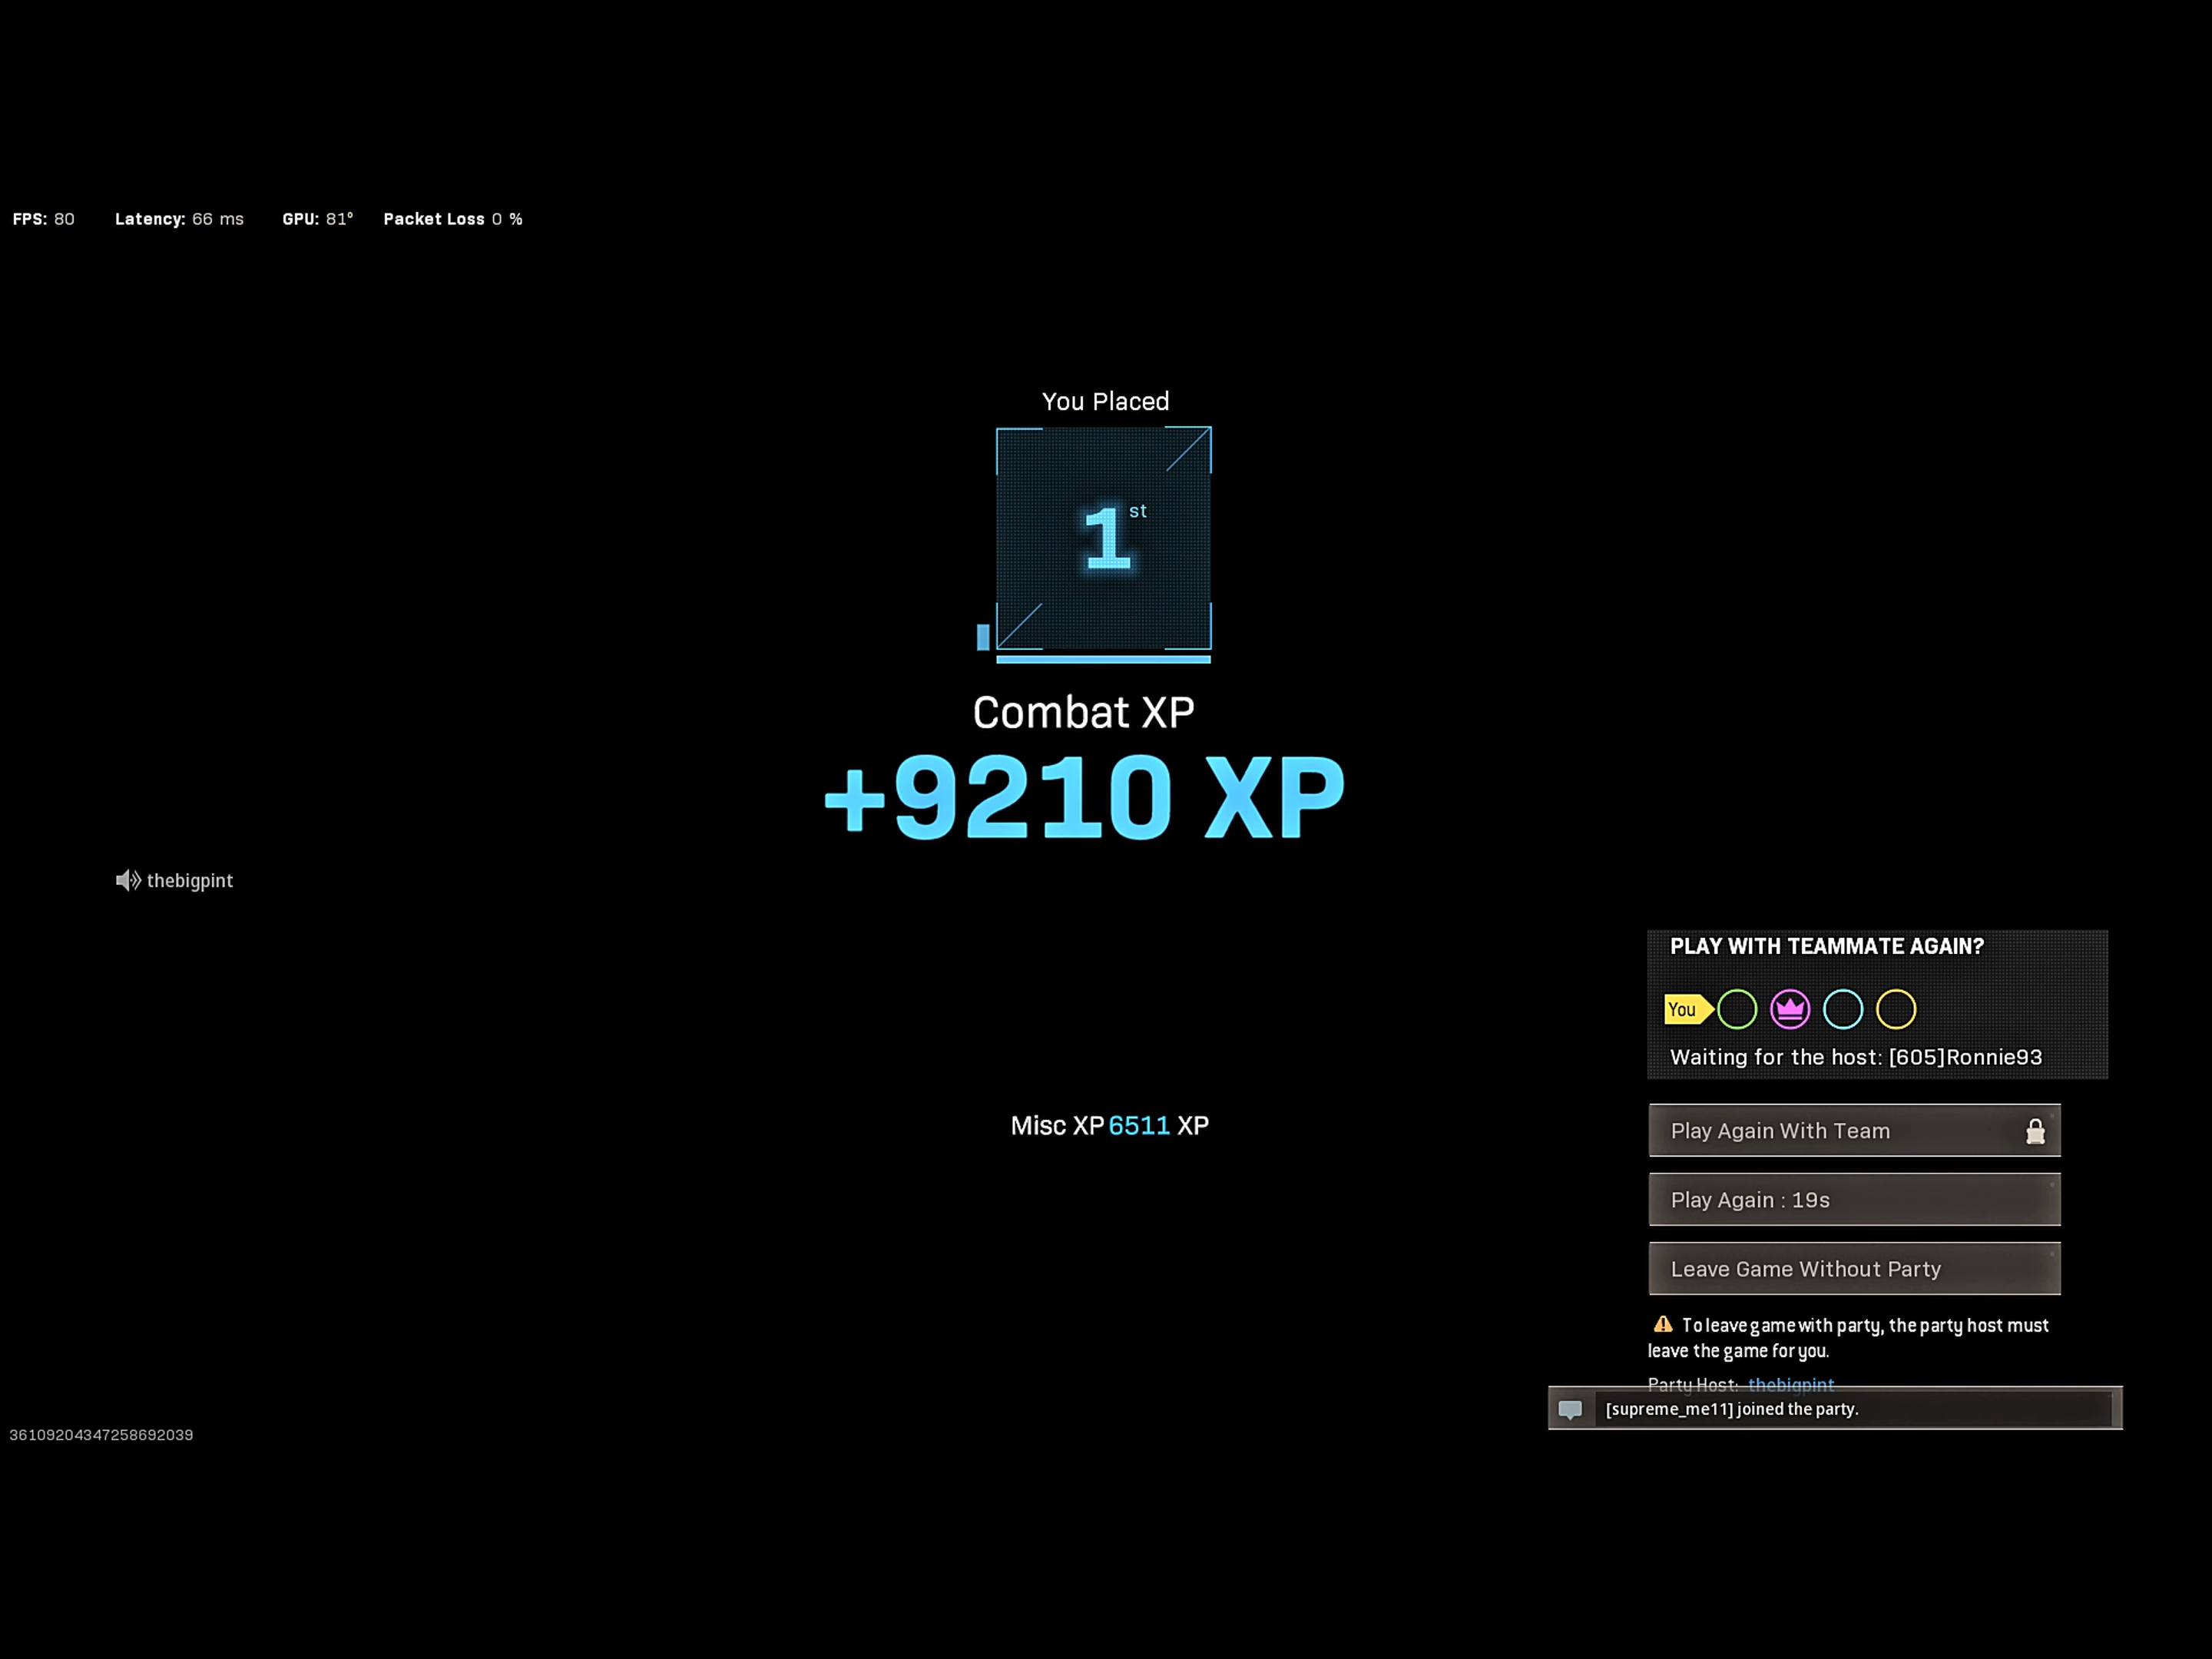 FPS: 80 Latency: 66 ms GPU: 81° Packet Loss 0 %
You Placed
1st
Combat XP
+9210 XP
thebigpint
PLAY WITH TEAMMATE AGAIN?
You
Waiting for the host: [605]Ronnie93
Misc XP 6511 XP
Play Again With Team
Play Again : 19s
Leave Game Without Party
To leave game with party, the party host must
leave the game for you.
Party Host: thebigpint
[supreme_me11] joined the party.
36109204347258692039